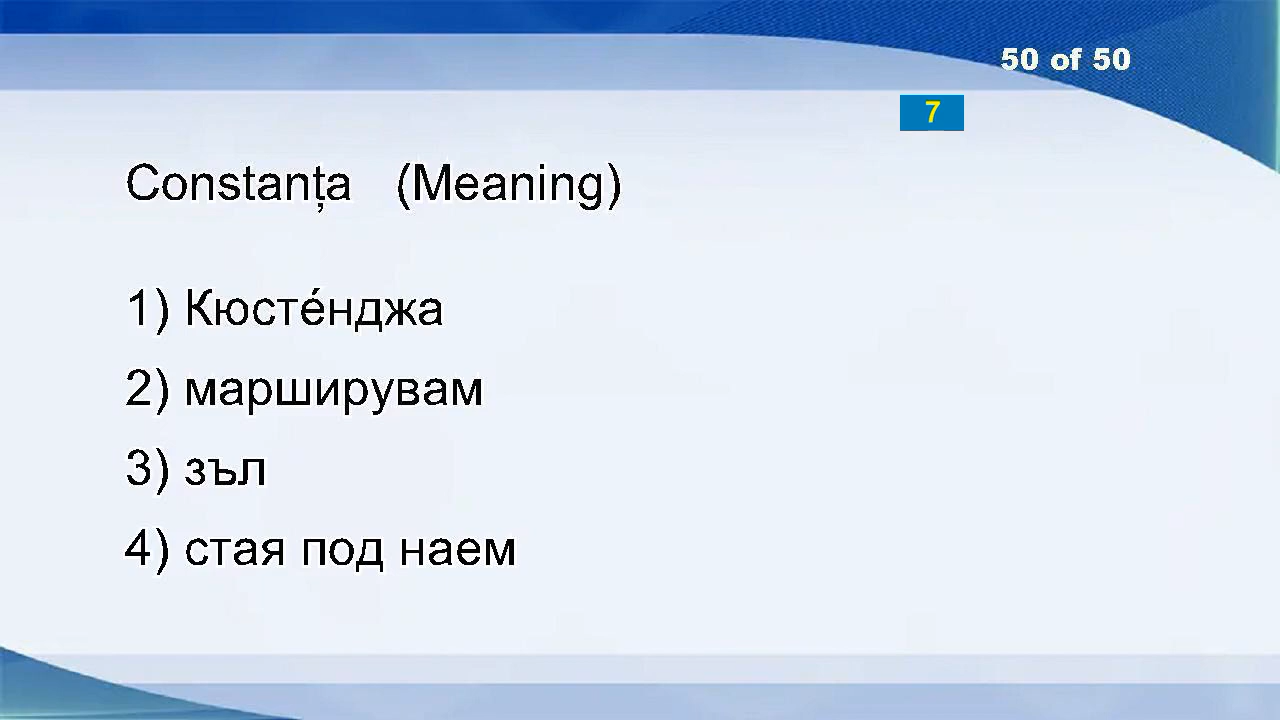 50 of 50
7
Constanța (Meaning)
1) Кюсте́нджа
2) марширувам
3) зъл
4) стая под наем